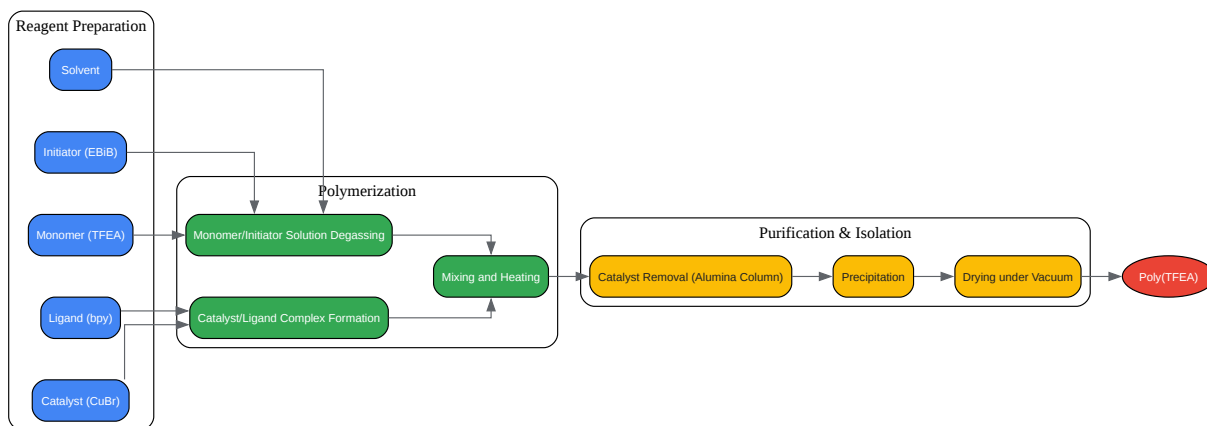 Reagent Preparation
Solvent
Initiator (EBiB)
Monomer (TFEA)
Ligand (bpy)
Catalyst (CuBr)
Polymerization
Monomer/Initiator Solution Degassing
Catalyst/Ligand Complex Formation
Mixing and Heating
Purification & Isolation
Catalyst Removal (Alumina Column)
Precipitation
Drying under Vacuum
Poly(TFEA)